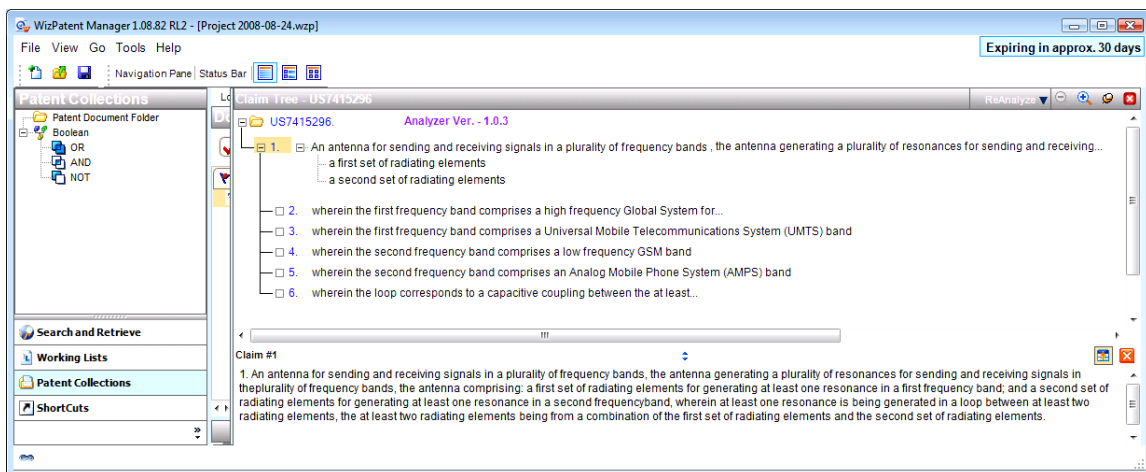 WizPatent Manager 1.08.82 RL2 - [Project 2008-08-24.wzp]
File View Go Tools Help
Expiring in approx. 30 days
Navigation Pane Status Bar
Patent Collections
Patent Document Folder
Boolean
OR
AND
NOT
Search and Retrieve
Working Lists
Patent Collections
ShortCuts
Claim Tree - US7415296
ReAnalyze
US7415296. Analyzer Ver. - 1.0.3
1. An antenna for sending and receiving signals in a plurality of frequency bands , the antenna generating a plurality of resonances for sending and receiving...
a first set of radiating elements
a second set of radiating elements
2. wherein the first frequency band comprises a high frequency Global System for...
3. wherein the first frequency band comprises a Universal Mobile Telecommunications System (UMTS) band
4. wherein the second frequency band comprises a low frequency GSM band
5. wherein the second frequency band comprises an Analog Mobile Phone System (AMPS) band
6. wherein the loop corresponds to a capacitive coupling between the at least...
Claim #1
1. An antenna for sending and receiving signals in a plurality of frequency bands, the antenna generating a plurality of resonances for sending and receiving signals in
theplurality of frequency bands, the antenna comprising: a first set of radiating elements for generating at least one resonance in a first frequency band; and a second set of
radiating elements for generating at least one resonance in a second frequencyband, wherein at least one resonance is being generated in a loop between at least two
radiating elements, the at least two radiating elements being from a combination of the first set of radiating elements and the second set of radiating elements.